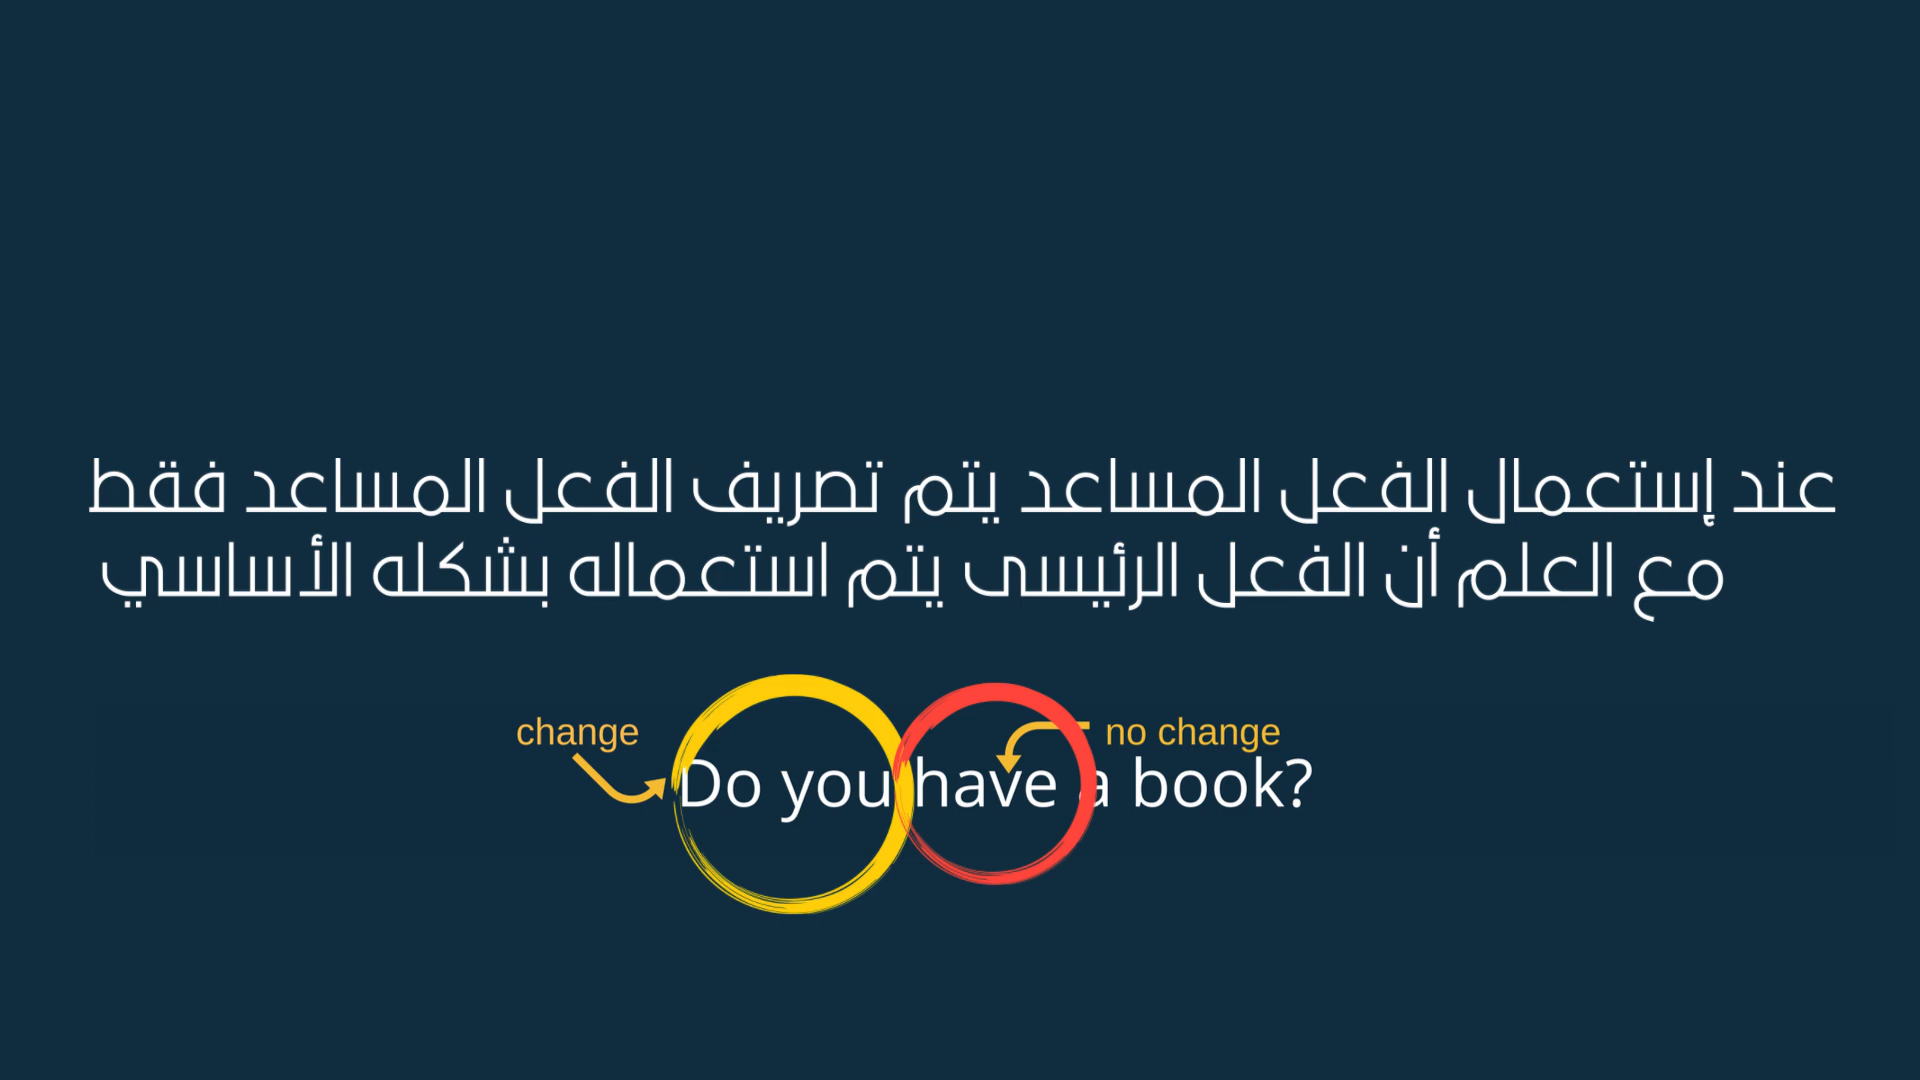 عند إستعمال الفعل المساعد يتم تصريف الفعل المساعد فقط
مع العلم أن الفعل الرئيسى يتم استعماله بشكله الأساسي
change
no change
Do you have a book?